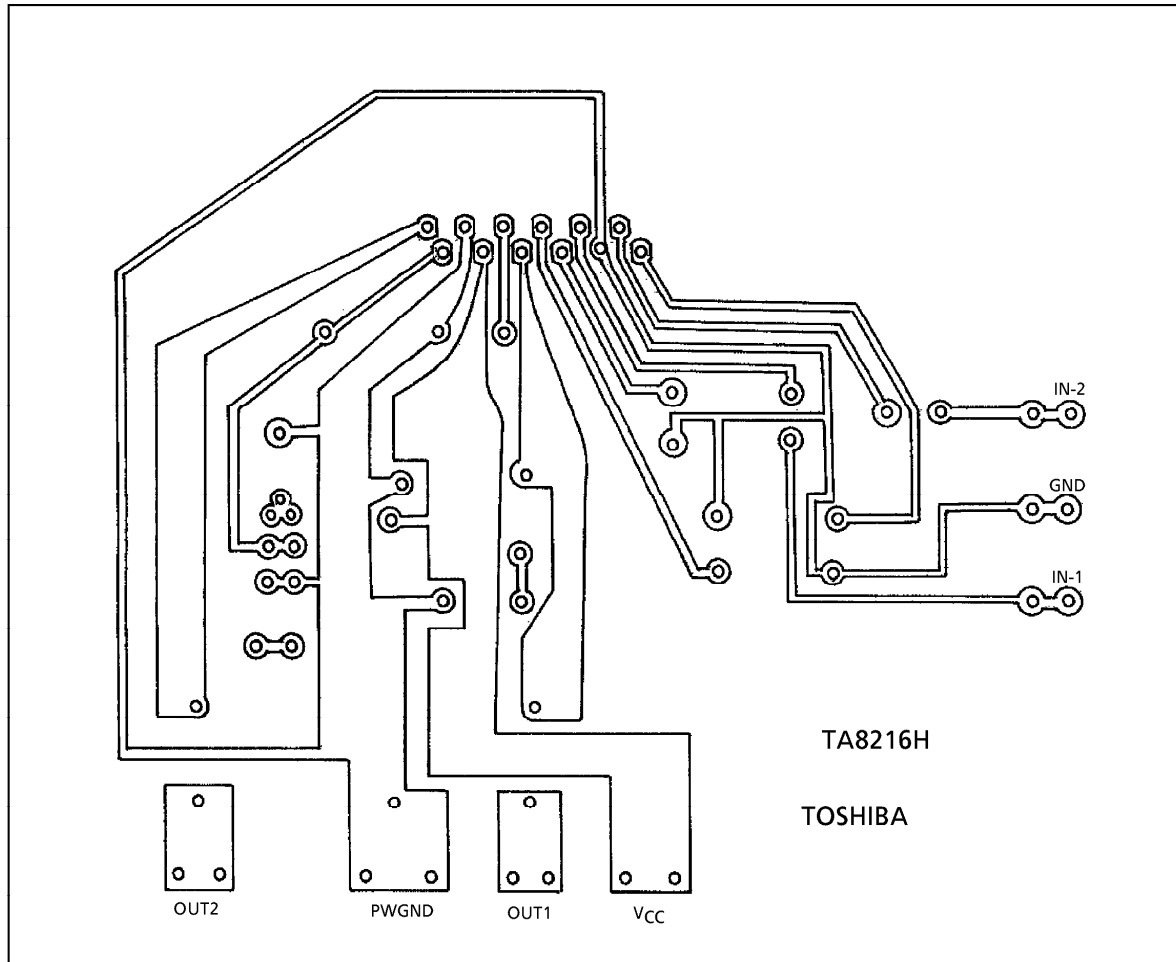 IN-2
GND
IN-1
TA8216H
TOSHIBA
OUT2
PWGND
OUT1
VCC